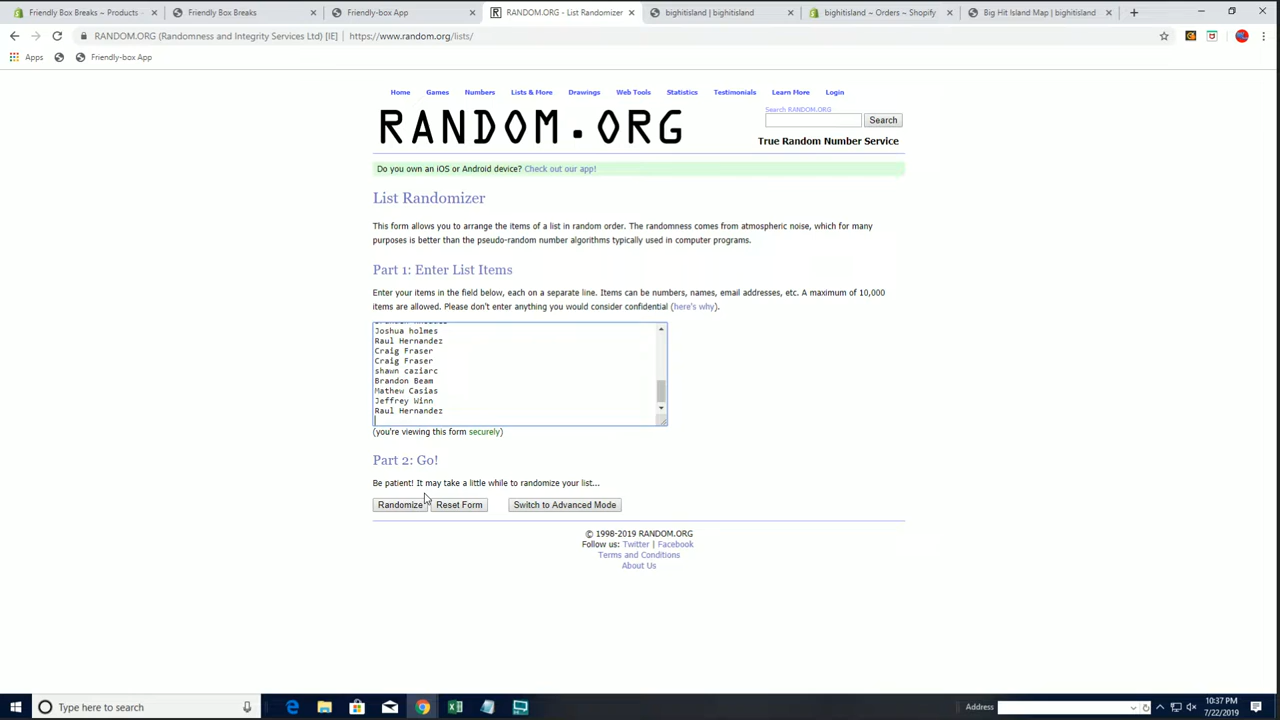 Friendly Box Breaks ~ Products ~
Friendly Box Breaks
Friendly-box App
RANDOM.ORG - List Randomizer
bighitisland | bighitisland
bighitisland ~ Orders ~ Shopify
Big Hit Island Map | bighitisland
RANDOM.ORG (Randomness and Integrity Services Ltd) [IE] | https://www.random.org/lists/
Apps Friendly-box App
Home Games Numbers Lists & More Drawings Web Tools Statistics Testimonials Learn More Login
Search RANDOM.ORG
RANDOM.ORG
Search
True Random Number Service
Do you own an iOS or Android device? Check out our app!
List Randomizer
This form allows you to arrange the items of a list in random order. The randomness comes from atmospheric noise, which for many
purposes is better than the pseudo-random number algorithms typically used in computer programs.
Part 1: Enter List Items
Enter your items in the field below, each on a separate line. Items can be numbers, names, email addresses, etc. A maximum of 10,000
items are allowed. Please don't enter anything you would consider confidential (here's why).
Joshua holmes
Raul Hernandez
Craig Fraser
Craig Fraser
shawn caziarc
Brandon Beam
Mathew Casias
Jeffrey Winn
Raul Hernandez
(you're viewing this form securely)
Part 2: Go!
Be patient! It may take a little while to randomize your list...
Randomize Reset Form Switch to Advanced Mode
© 1998-2019 RANDOM.ORG
Follow us: Twitter | Facebook
Terms and Conditions
About Us
Type here to search
Address
10:37 PM
7/22/2019